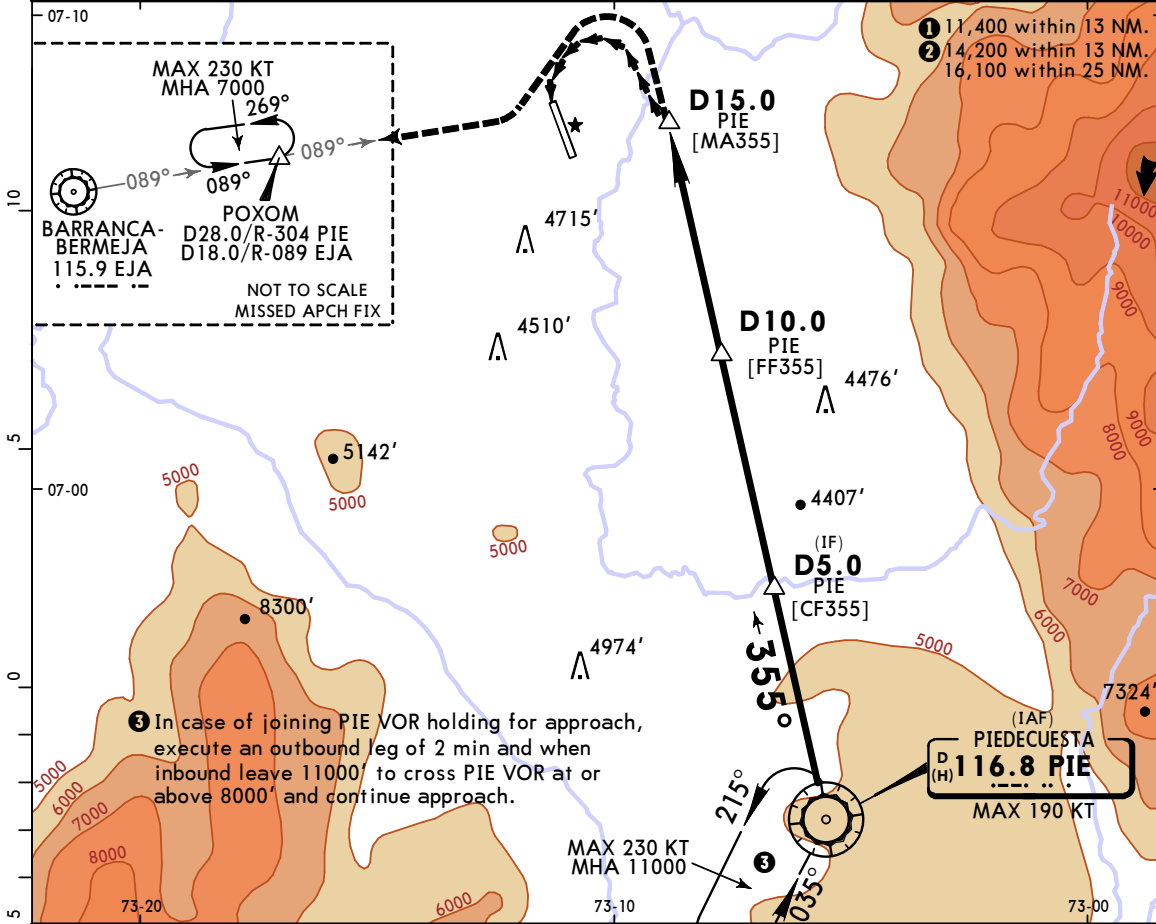 07-10
❶ 11,400 within 13 NM.
❷ 14,200 within 13 NM.
16,100 within 25 NM.
MAX 230 KT
MHA 7000
269°
089°
089°
089°
BARRANCA-
BERMEJA
115.9 EJA
POXOM
D28.0/R-304 PIE
D18.0/R-089 EJA
NOT TO SCALE
MISSED APCH FIX
D15.0
PIE
[MA355]
11000
10000
9000
10
4715'
4510'
D10.0
PIE
[FF355]
4476'
9000
8000
5
5142'
5000
5000
5000
07-00
4407'
(IF)
D5.0
PIE
[CF355]
7000
6000
5000
8300'
4974'
355°
0
7324'
❸ In case of joining PIE VOR holding for approach,
execute an outbound leg of 2 min and when
inbound leave 11000' to cross PIE VOR at or
above 8000' and continue approach.
(IAF)
PIEDECUESTA
D
(H) 116.8 PIE
MAX 190 KT
5000
6000
7000
8000
6000
215°
035°
MAX 230 KT
MHA 11000
❸
5
73-20
73-10
73-00